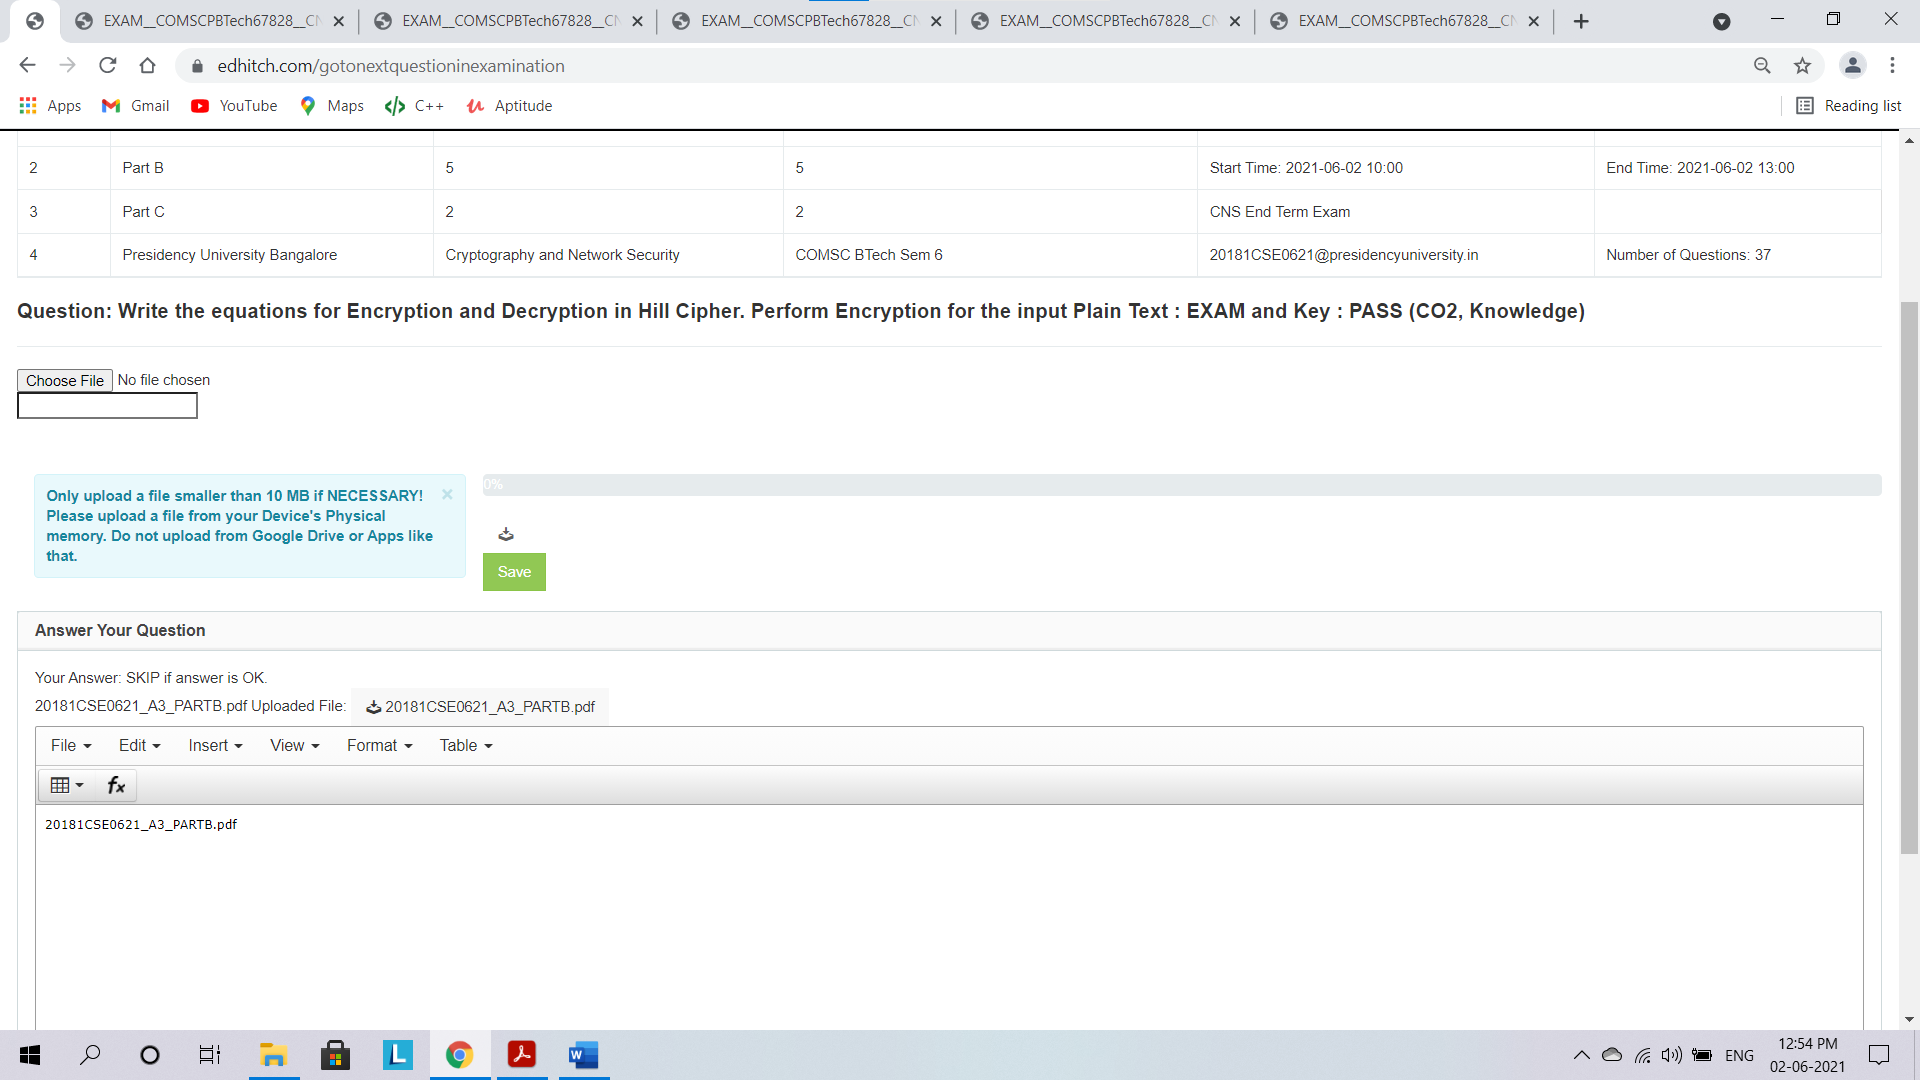 EXAM__COMSCPBTech67828__CN
EXAM__COMSCPBTech67828__CN
EXAM__COMSCPBTech67828__CN
EXAM__COMSCPBTech67828__CN
EXAM__COMSCPBTech67828__CN
edhitch.com/gotonextquestioninexamination
Apps Gmail YouTube Maps C++ Aptitude Reading list
2 Part B 5 5 Start Time: 2021-06-02 10:00 End Time: 2021-06-02 13:00
3 Part C 2 2 CNS End Term Exam
4 Presidency University Bangalore Cryptography and Network Security COMSC BTech Sem 6 20181CSE0621@presidencyuniversity.in Number of Questions: 37
Question: Write the equations for Encryption and Decryption in Hill Cipher. Perform Encryption for the input Plain Text : EXAM and Key : PASS (CO2, Knowledge)
Choose File No file chosen
Only upload a file smaller than 10 MB if NECESSARY!
Please upload a file from your Device's Physical
memory. Do not upload from Google Drive or Apps like
that.
×
0%
Save
Answer Your Question
Your Answer: SKIP if answer is OK.
20181CSE0621_A3_PARTB.pdf Uploaded File: 20181CSE0621_A3_PARTB.pdf
File Edit Insert View Format Table
fx
20181CSE0621_A3_PARTB.pdf
L
W
ENG
12:54 PM
02-06-2021